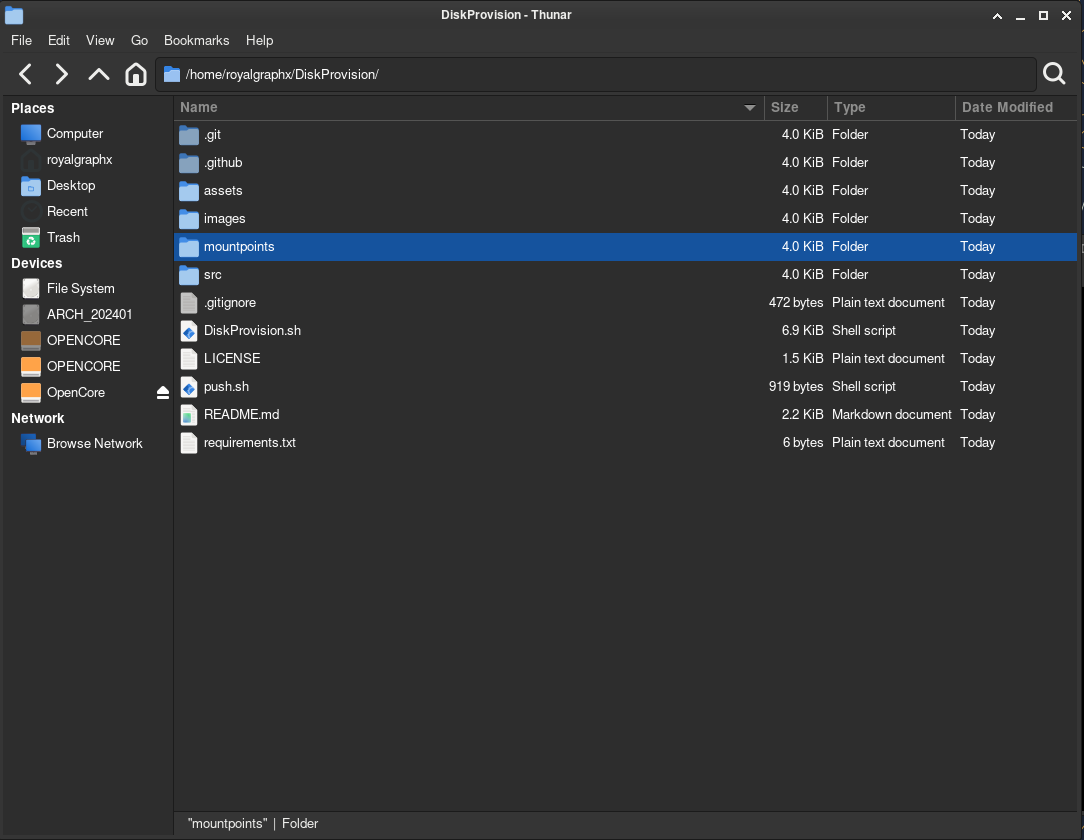 DiskProvision - Thunar
File Edit View Go Bookmarks Help
/home/royalgraphx/DiskProvision/
Places
Computer
royalgraphx
Desktop
Recent
Trash
Devices
File System
ARCH_202401
OPENCORE
OPENCORE
OpenCore
Network
Browse Network
Name Size Type Date Modified
.git 4.0 KiB Folder Today
.github 4.0 KiB Folder Today
assets 4.0 KiB Folder Today
images 4.0 KiB Folder Today
mountpoints 4.0 KiB Folder Today
src 4.0 KiB Folder Today
.gitignore 472 bytes Plain text document Today
DiskProvision.sh 6.9 KiB Shell script Today
LICENSE 1.5 KiB Plain text document Today
push.sh 919 bytes Shell script Today
README.md 2.2 KiB Markdown document Today
requirements.txt 6 bytes Plain text document Today
"mountpoints" | Folder